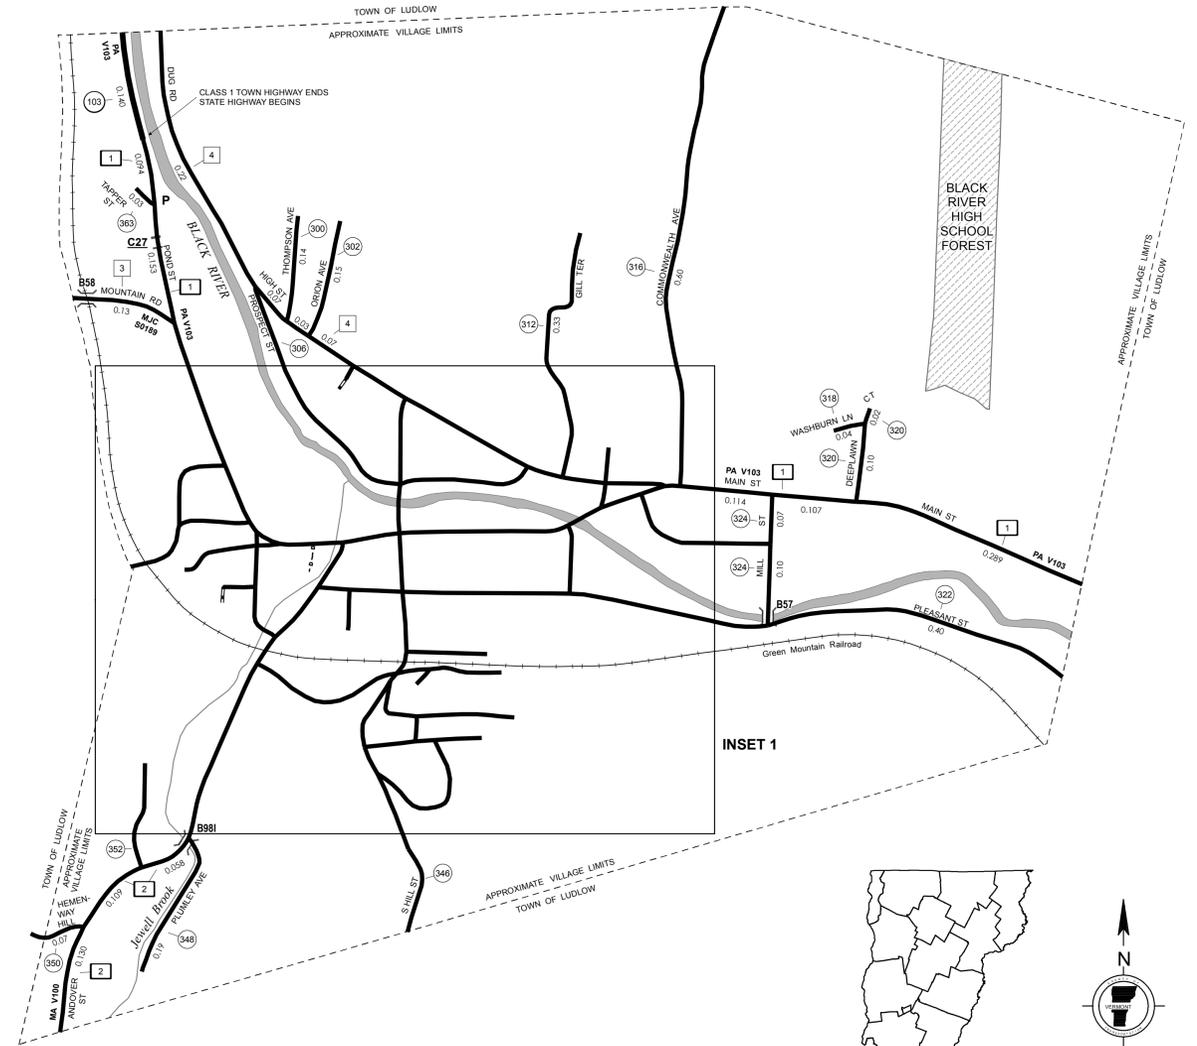 TOWN OF LUDLOW
APPROXIMATE VILLAGE LIMITS
PA
V103
0.140
103
DUG RD
CLASS 1 TOWN HIGHWAY ENDS
STATE HIGHWAY BEGINS
1
0.094
4
0.22
TAPPER
ST
0.03
P
363
C27
BLACK RIVER
POND ST
0.153
3
B58
MOUNTAIN RD
0.13
MJC
S0189
1
PA V103
HIGH ST
0.07
THOMPSON AVE
300
0.14
ORION AVE
302
0.15
0.03
0.07
4
PROSPECT ST
306
GILL TER
312
0.33
316
COMMONWEALTH AVE
0.60
BLACK
RIVER
HIGH
SCHOOL
FOREST
APPROXIMATE VILLAGE LIMITS
TOWN OF LUDLOW
318
WASHBURN LN
0.04
CT
0.02
320
320
DEEPLAWN
0.10
PA V103
MAIN ST
0.114
1
0.107
MAIN ST
1
0.289
PA V103
324
ST
0.07
324
MILL
0.10
B57
322
PLEASANT ST
0.40
Green Mountain Railroad
INSET 1
B98I
352
0.058
2
0.109
TOWN OF LUDLOW
APPROXIMATE
VILLAGE LIMITS
HEMEN-
WAY
HILL
0.07
350
0.130
2
MA V100
ANDOVER
ST
Jewell Brook
PLUMLEY AVE
348
0.19
S HILL ST
346
APPROXIMATE VILLAGE LIMITS
TOWN OF LUDLOW
N
VERMONT